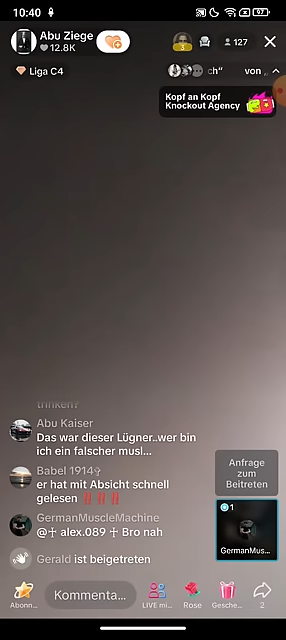 10:40
97
Abu Ziege
12.8K
3
127
Liga C4
ch“ von
Kopf an Kopf
Knockout Agency
trinken?
Abu Kaiser
Das war dieser Lügner..wer bin
ich ein falscher musl...
Babel 1914✞
er hat mit Absicht schnell
gelesen ‼️‼️‼️
GermanMuscleMachine
@☥ alex.089 ☥ Bro nah
Gerald ist beigetreten
Anfrage
zum
Beitreten
1
GermanMus...
Abonn...
Kommenta...
LIVE mi...
Rose
Gesche...
2